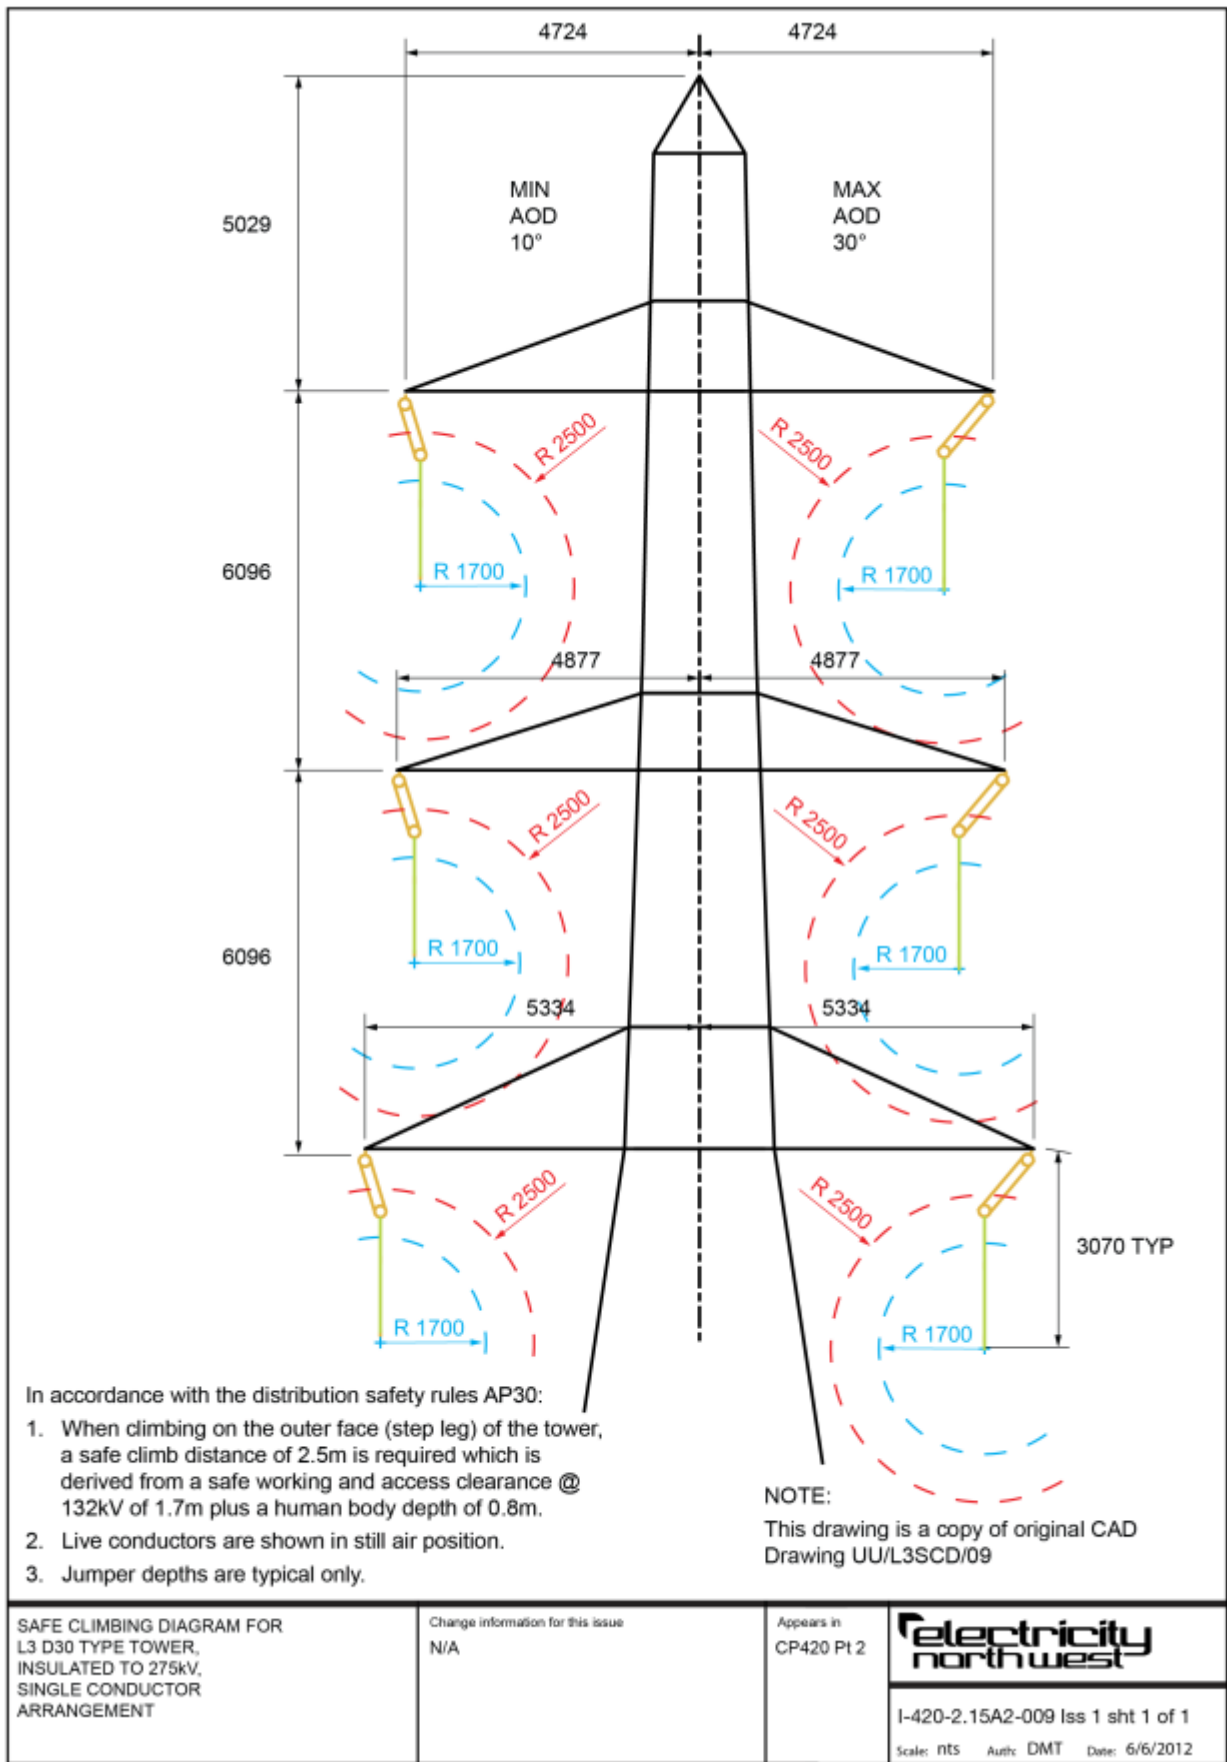 4724
4724
5029
MIN
AOD
10°
MAX
AOD
30°
R 2500
R 2500
6096
R 1700
R 1700
4877
4877
R 2500
R 2500
6096
R 1700
R 1700
5334
5334
R 2500
R 2500
3070 TYP
R 1700
R 1700
In accordance with the distribution safety rules AP30:
1. When climbing on the outer face (step leg) of the tower,
a safe climb distance of 2.5m is required which is
derived from a safe working and access clearance @
132kV of 1.7m plus a human body depth of 0.8m.
2. Live conductors are shown in still air position.
3. Jumper depths are typical only.
NOTE:
This drawing is a copy of original CAD
Drawing UU/L3SCD/09
SAFE CLIMBING DIAGRAM FOR
L3 D30 TYPE TOWER,
INSULATED TO 275kV,
SINGLE CONDUCTOR
ARRANGEMENT
Change information for this issue
N/A
Appears in
CP420 Pt 2
electricity
northwest
I-420-2.15A2-009 Iss 1 sht 1 of 1
Scale: nts Auth: DMT Date: 6/6/2012